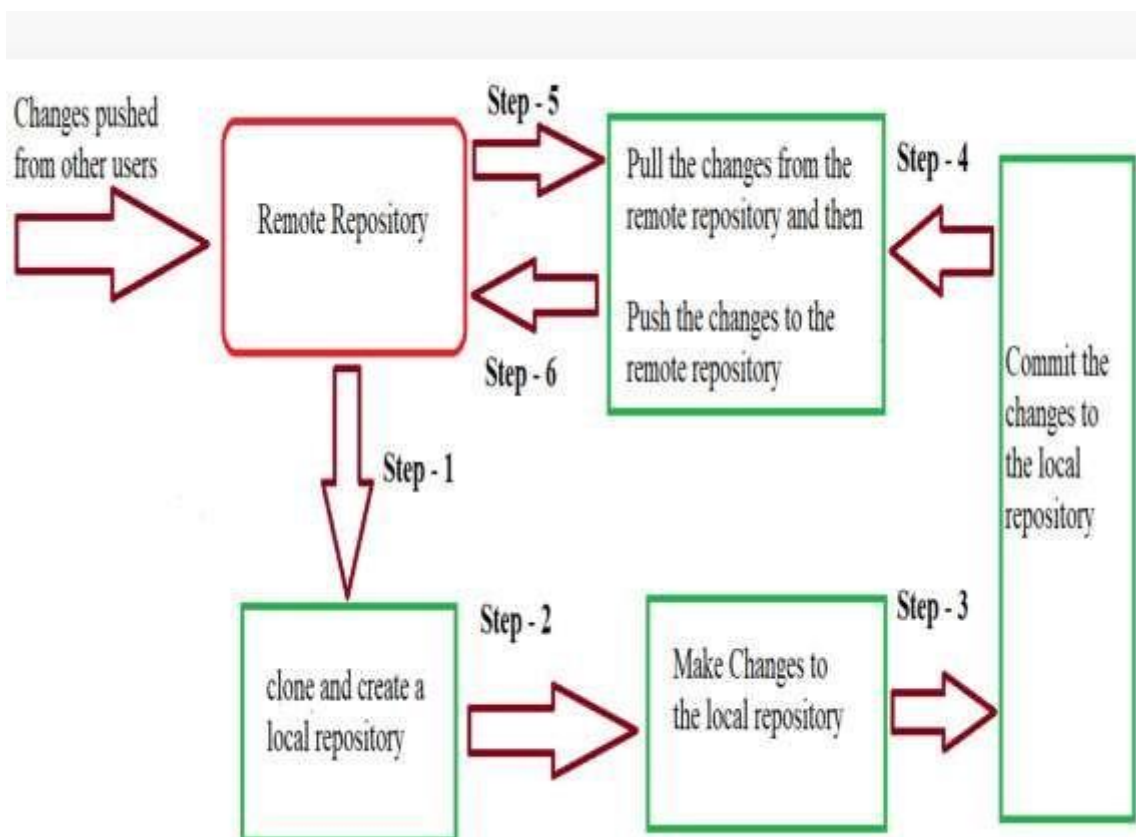 Changes pushed
from other users
Remote Repository
Step - 5
Pull the changes from the
remote repository and then
Push the changes to the
remote repository
Step - 4
Step - 6
Commit the
changes to
the local
repository
Step - 1
clone and create a
local repository
Step - 2
Make Changes to
the local repository
Step - 3